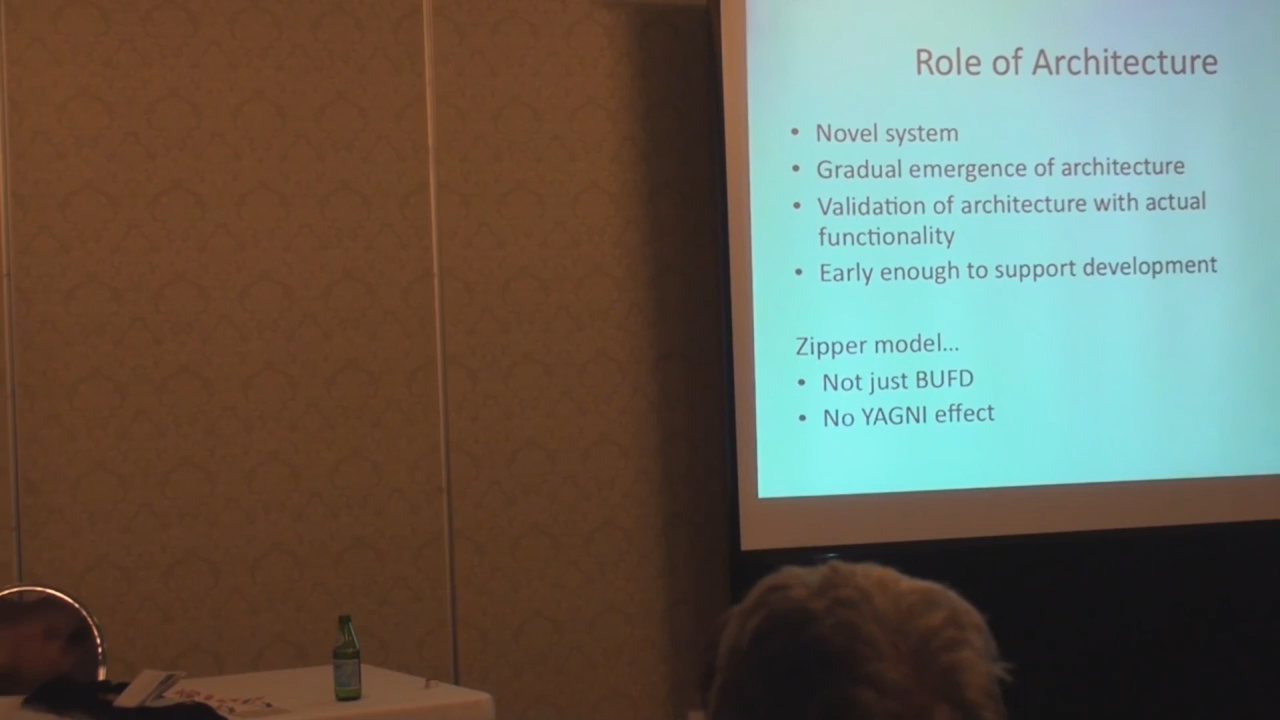 Role of Architecture
• Novel system
• Gradual emergence of architecture
• Validation of architecture with actual
functionality
• Early enough to support development
Zipper model...
• Not just BUFD
• No YAGNI effect